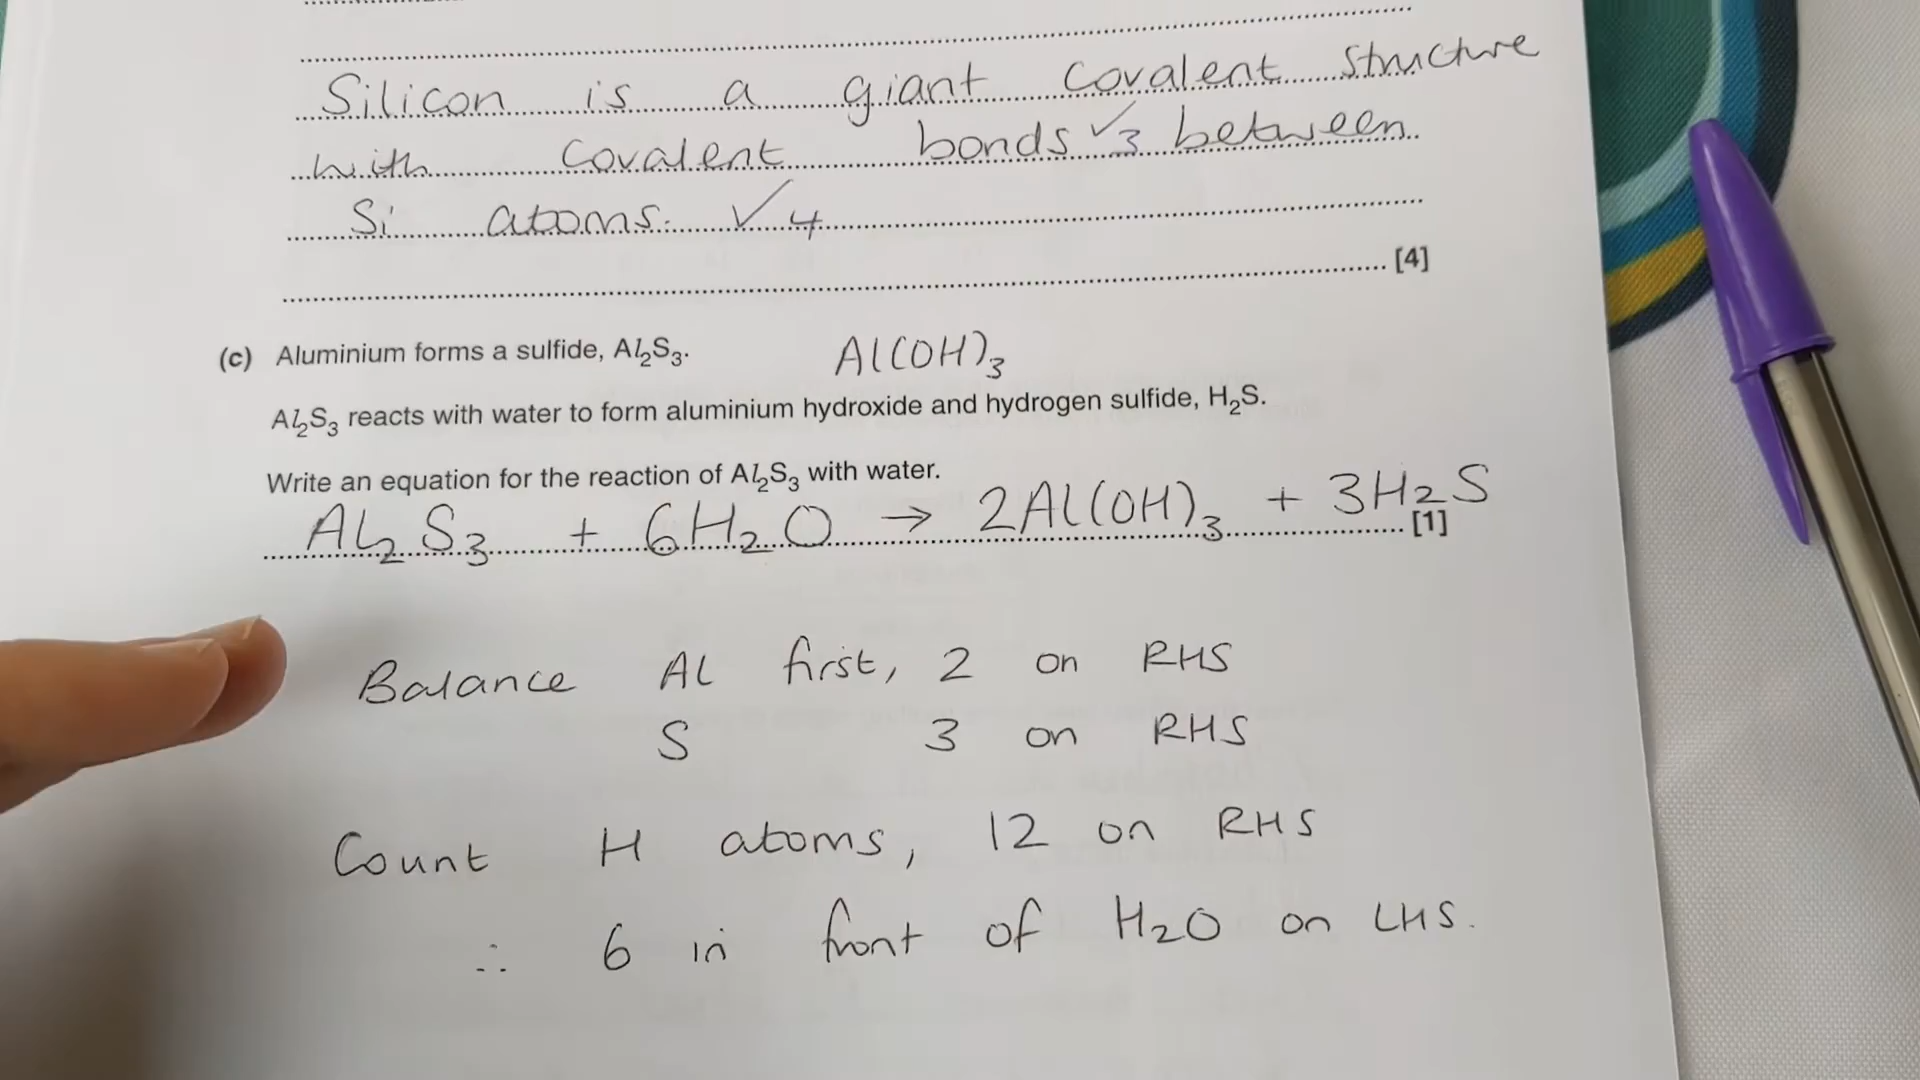 Silicon is a giant covalent structure
with covalent bonds ✓3 between
Si atoms. ✓4
[4]
(c) Aluminium forms a sulfide, Al₂S₃. Al(OH)₃
Al₂S₃ reacts with water to form aluminium hydroxide and hydrogen sulfide, H₂S.
Write an equation for the reaction of Al₂S₃ with water.
Al₂S₃ + 6H₂O → 2Al(OH)₃ + 3H₂S
[1]
Balance Al first, 2 on RHS
S 3 on RHS
Count H atoms, 12 on RHS
∴ 6 in front of H₂O on LHS.